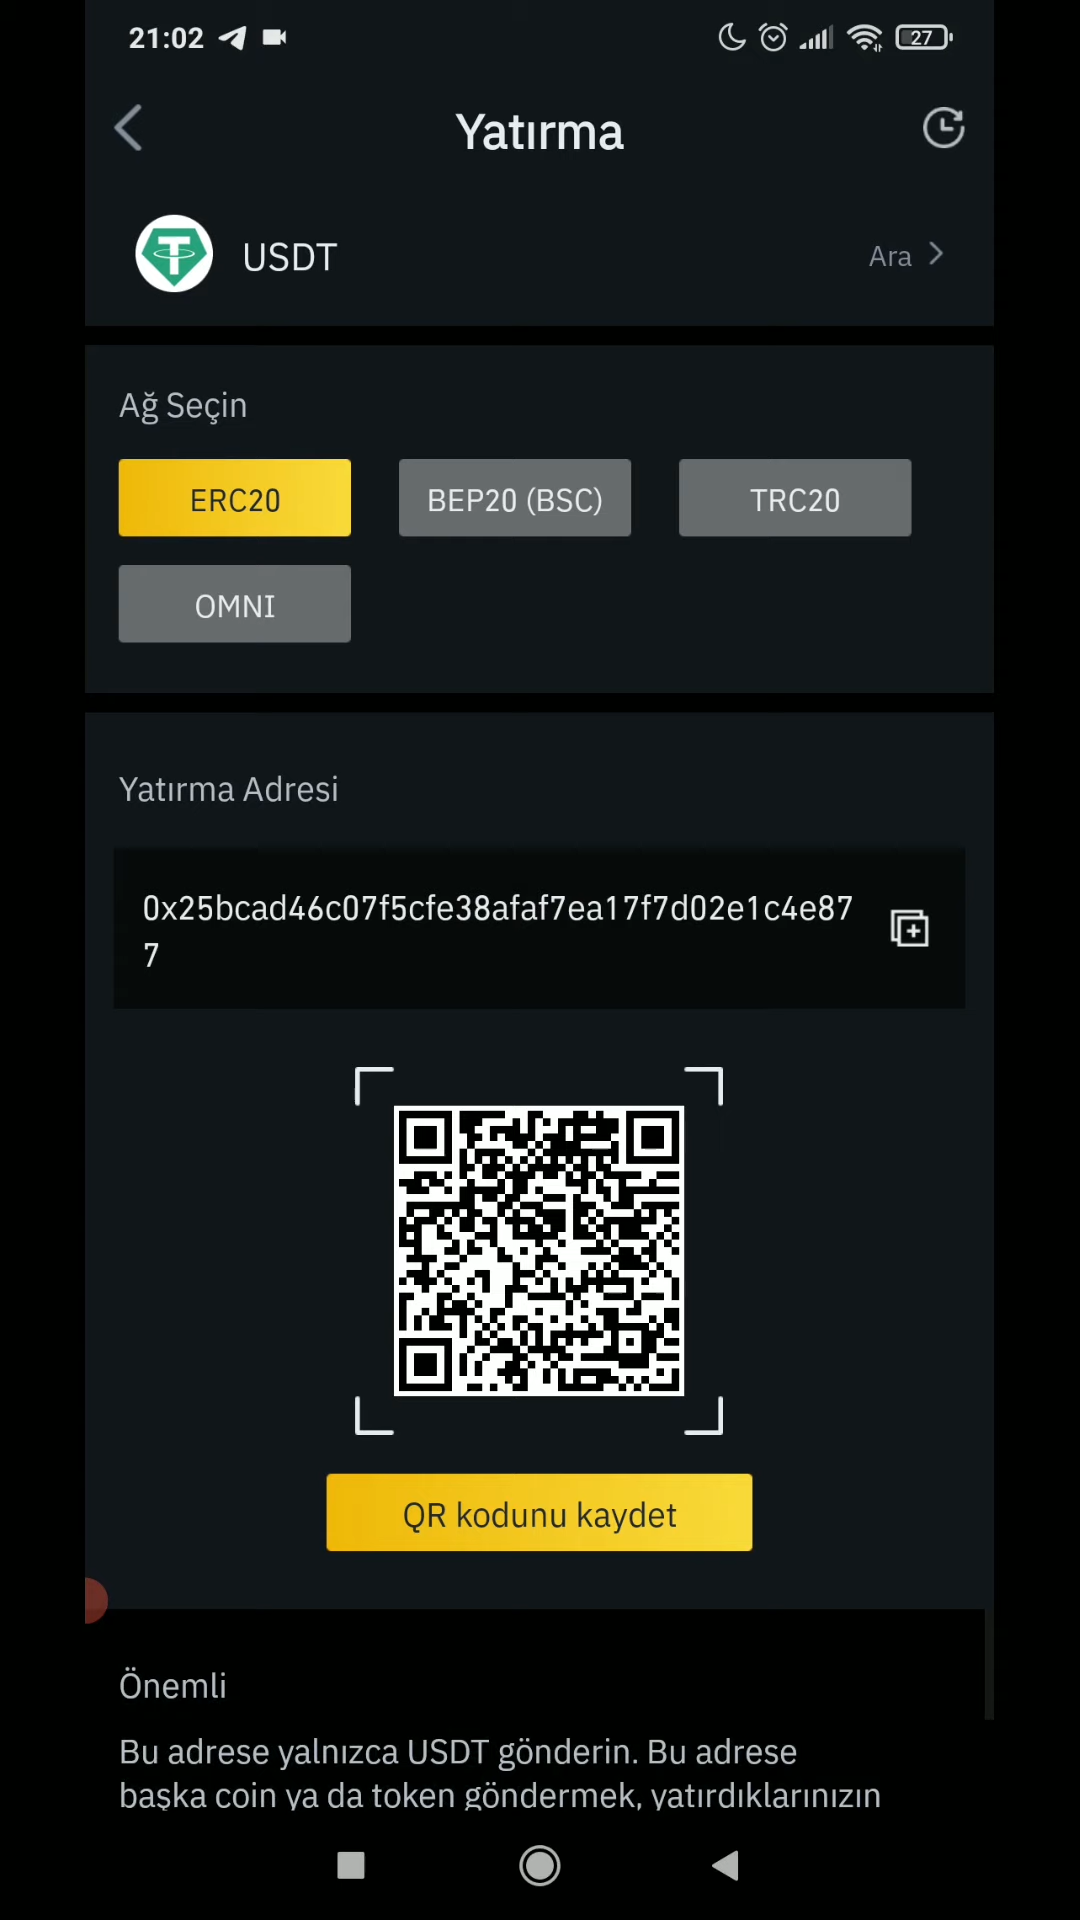 21:02
27
Yatırma
USDT
Ara
Ağ Seçin
ERC20
BEP20 (BSC)
TRC20
OMNI
Yatırma Adresi
0x25bcad46c07f5cfe38afaf7ea17f7d02e1c4e87
7
QR kodunu kaydet
Önemli
Bu adrese yalnızca USDT gönderin. Bu adrese
başka coin ya da token göndermek, yatırdıklarınızın